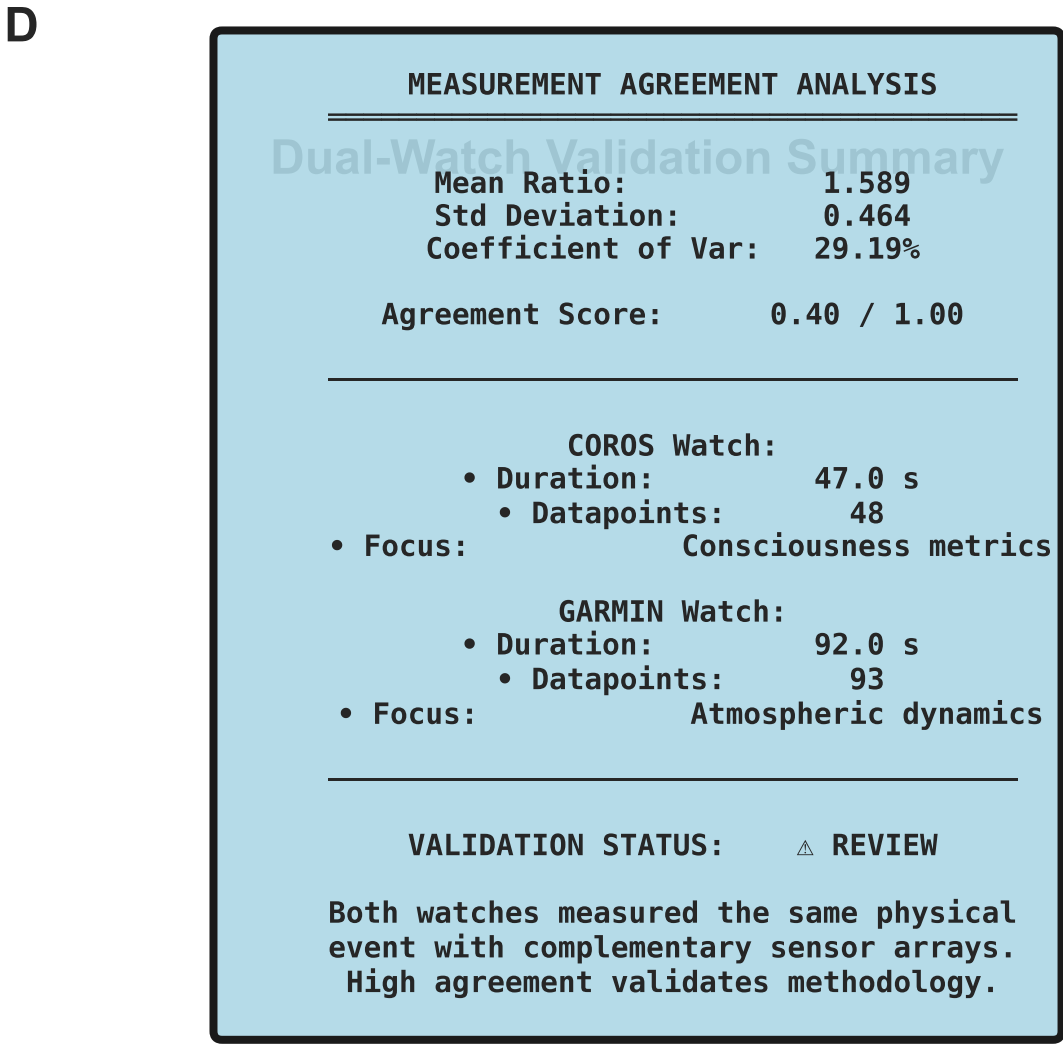 D
MEASUREMENT AGREEMENT ANALYSIS
Dual-Watch Validation Summary
Mean Ratio: 1.589
Std Deviation: 0.464
Coefficient of Var: 29.19%
Agreement Score: 0.40 / 1.00
COROS Watch:
• Duration: 47.0 s
• Datapoints: 48
• Focus: Consciousness metrics
GARMIN Watch:
• Duration: 92.0 s
• Datapoints: 93
• Focus: Atmospheric dynamics
VALIDATION STATUS: ⚠ REVIEW
Both watches measured the same physical
event with complementary sensor arrays.
High agreement validates methodology.